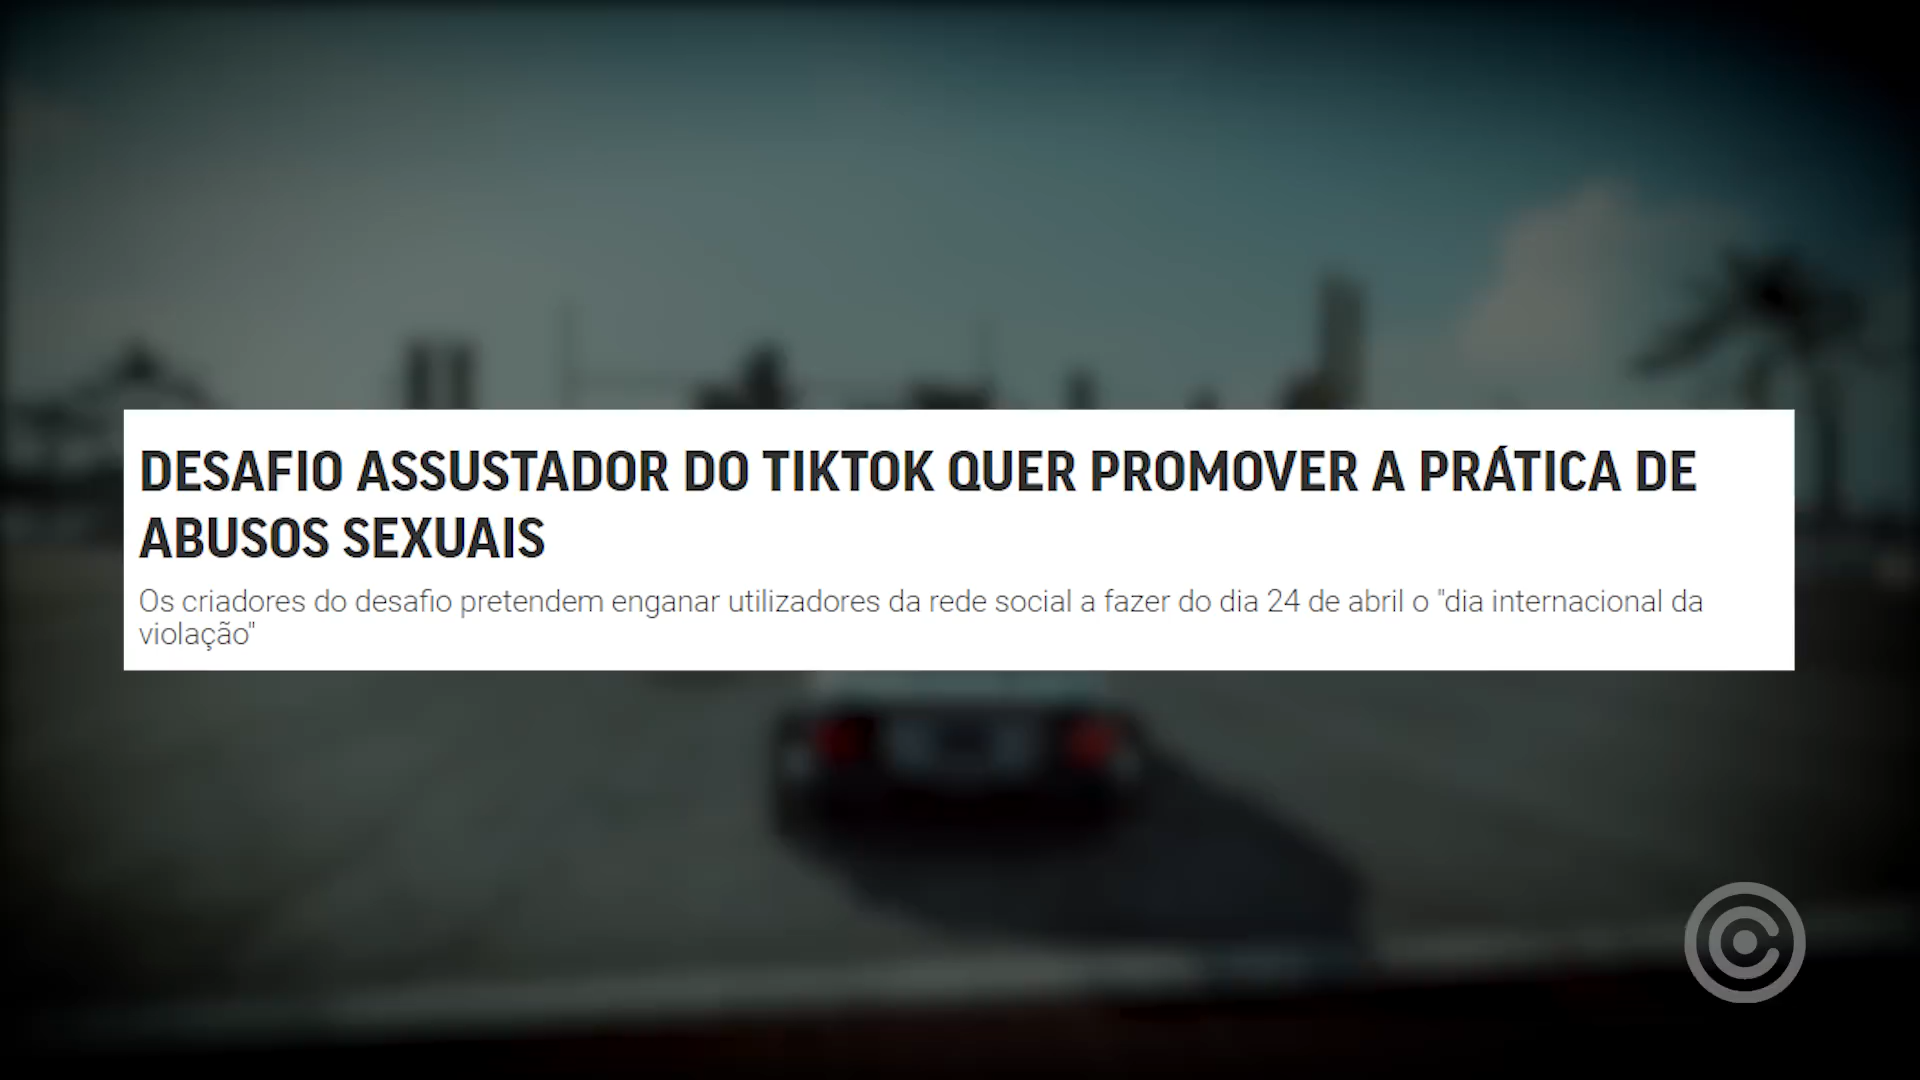 DESAFIO ASSUSTADOR DO TIKTOK QUER PROMOVER A PRÁTICA DE
ABUSOS SEXUAIS
Os criadores do desafio pretendem enganar utilizadores da rede social a fazer do dia 24 de abril o "dia internacional da
violação"